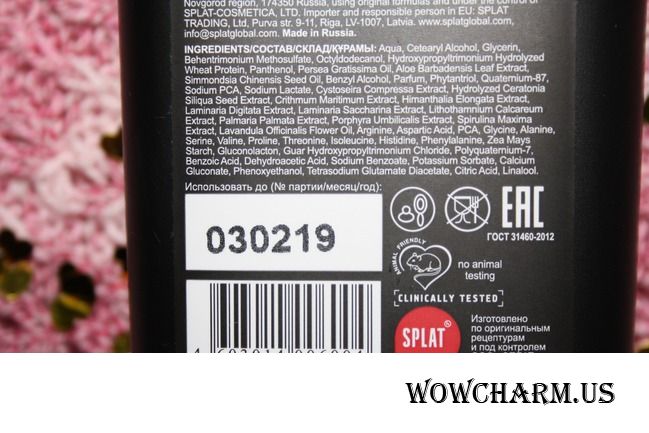 Novgorod region, 174350 Russia, using original formulas and under the control of
SPLAT-COSMETICA, LTD. Importer and responsible person in EU: SPLAT
TRADING, Ltd, Purva str. 9-11, Riga, LV-1007, Latvia. www.splatglobal.com,
info@splatglobal.com Made in Russia.
INGREDIENTS/СОСТАВ/СКЛАД/ҚҰРАМЫ: Aqua, Cetearyl Alcohol, Glycerin,
Behentrimonium Methosulfate, Octyldodecanol, Hydroxypropyltrimonium Hydrolyzed
Wheat Protein, Panthenol, Persea Gratissima Oil, Aloe Barbadensis Leaf Extract,
Simmondsia Chinensis Seed Oil, Benzyl Alcohol, Parfum, Phytantriol, Quaternium-87,
Sodium PCA, Sodium Lactate, Cystoseira Compressa Extract, Hydrolyzed Ceratonia
Siliqua Seed Extract, Crithmum Maritimum Extract, Himanthalia Elongata Extract,
Laminaria Digitata Extract, Laminaria Saccharina Extract, Lithothamnium Calcareum
Extract, Palmaria Palmata Extract, Porphyra Umbilicalis Extract, Spirulina Maxima
Extract, Lavandula Officinalis Flower Oil, Arginine, Aspartic Acid, PCA, Glycine, Alanine,
Serine, Valine, Proline, Threonine, Isoleucine, Histidine, Phenylalanine, Zea Mays
Starch, Gluconolacton, Guar Hydroxypropyltrimonium Chloride, Polyquaternium-7,
Benzoic Acid, Dehydroacetic Acid, Sodium Benzoate, Potassium Sorbate, Calcium
Gluconate, Phenoxyethanol, Tetrasodium Glutamate Diacetate, Citric Acid, Linalool.
Использовать до (№ партии/месяц/год):
030219
EAC
ГОСТ 31460-2012
ANIMAL FRIENDLY
no animal
testing
CLINICALLY TESTED
SPLAT®
Изготовлено
по оригинальным
рецептурам
и под контролем
WOWCHARM.US